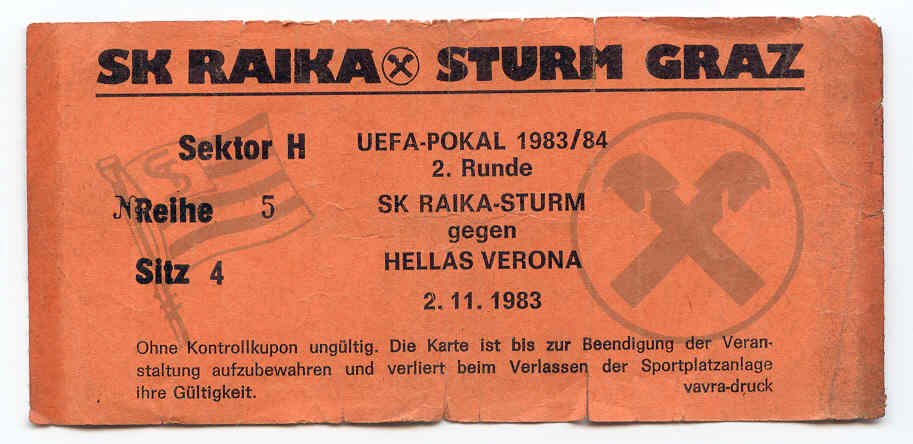 SK RAIKA STURM GRAZ
Sektor H
UEFA-POKAL 1983/84
2. Runde
N Reihe 5
SK RAIKA-STURM
gegen
Sitz 4
HELLAS VERONA
2. 11. 1983
Ohne Kontrollkupon ungültig. Die Karte ist bis zur Beendigung der Veran-
staltung aufzubewahren und verliert beim Verlassen der Sportplatzanlage
ihre Gültigkeit. vavra-druck